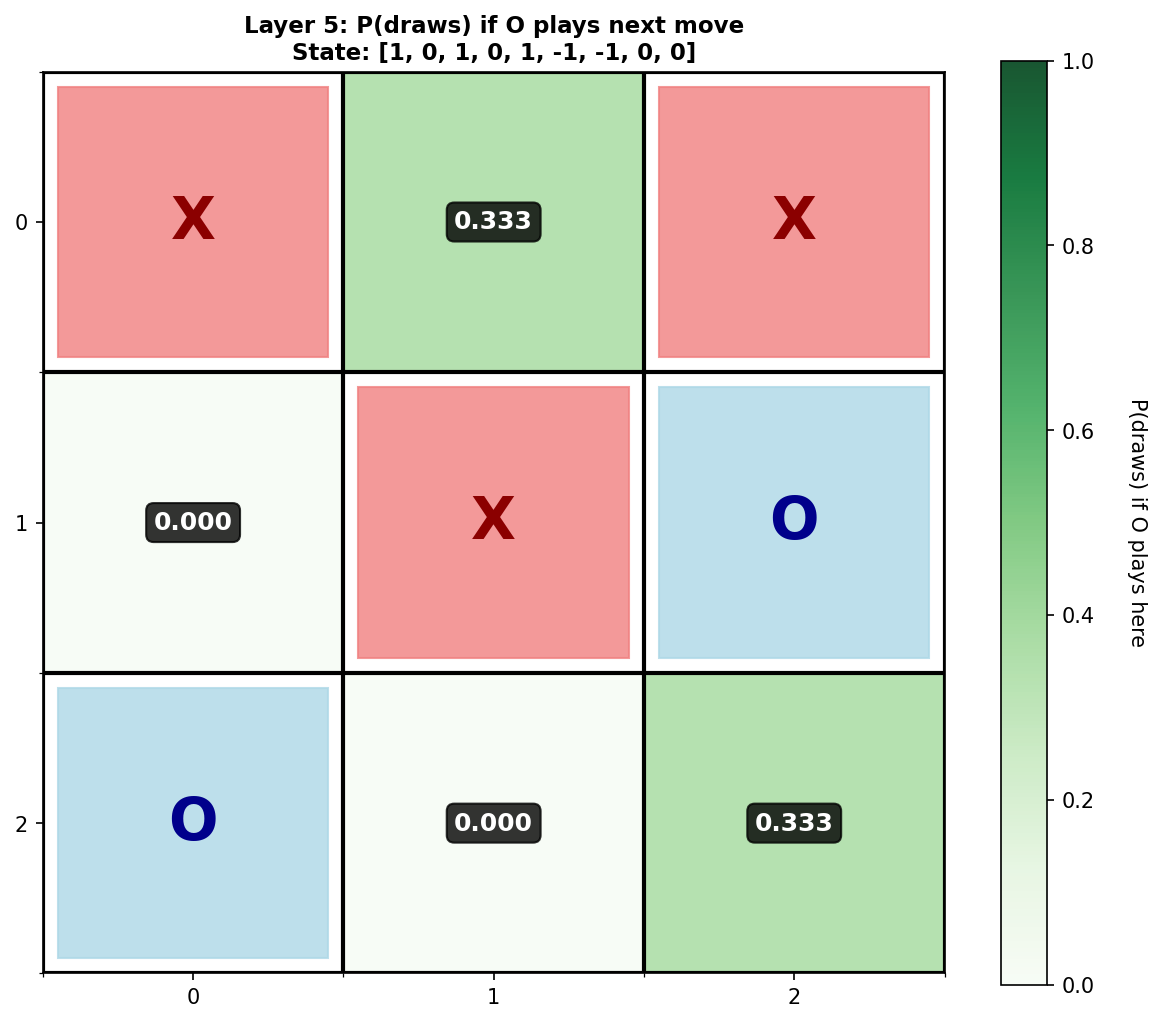 Layer 5: P(draws) if O plays next move
State: [1, 0, 1, 0, 1, -1, -1, 0, 0]
X
0.333
X
0.000
X
O
O
0.000
0.333
0
1
2
0
1
2
1.0
0.8
0.6
0.4
0.2
0.0
P(draws) if O plays here